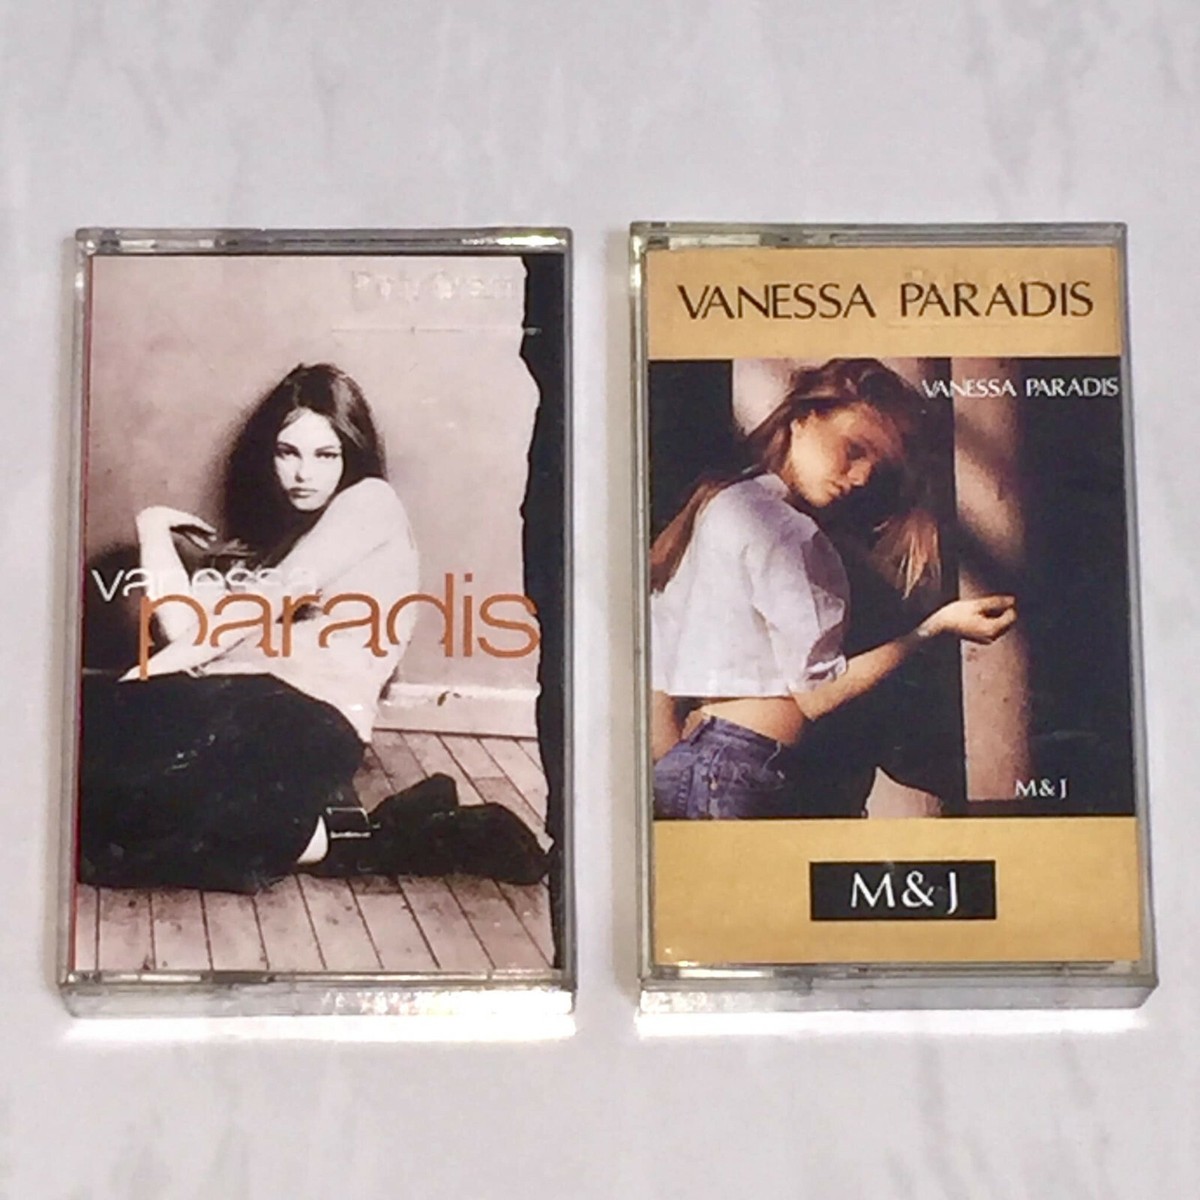 vanessa
paradis
VANESSA PARADIS
VANESSA PARADIS
M & J
M & J